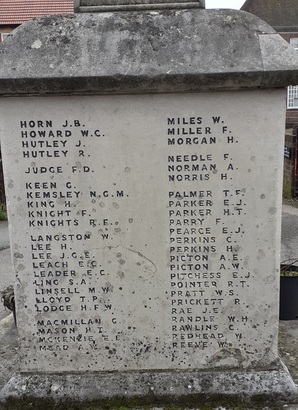 HORN J.B.
HOWARD W.C.
HUTLEY J.
HUTLEY R.
JUDGE F.D.
KEEN G.
KEMSLEY N.G.M.
KING H.
KNIGHT F.
KNIGHTS R.F.
LANGSTON W.
LEE H.
LEE J.G.E.
LEACH E.C.
LEADER E.C.
LING S.A.
LINSELL M.W.
LLOYD T.P.
LODGE H.F.W.
MACMILLAN G.
MASON H.T.
MCKENZIE E.E.
MEAD A.
MILES W.
MILLER F.
MORGAN H.
NEEDLE F.
NORMAN A.
NORRIS H.
PALMER T.F.
PARKER E.J.
PARKER H.T.
PARRY F.
PEARCE E.J.
PERKINS C.
PERKINS H.
PICTON A.E.
PICTON A.W.
PITCHESS E.J.
POINTER R.T.
PRATT W.S.
PRICKETT R.
RAE J.E.
RANDLE W.H.
RAWLINS C.
REDHEAD W.
REEVE W.